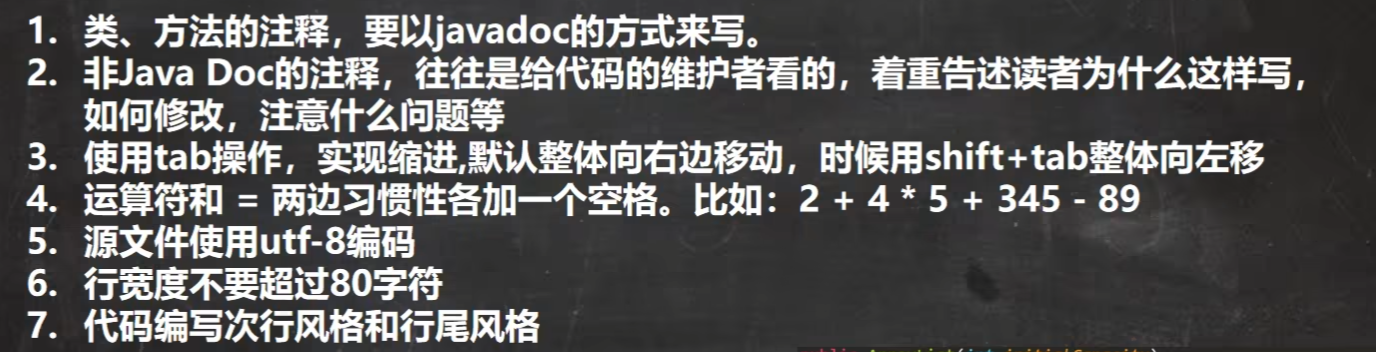 1. 类、方法的注释，要以javadoc的方式来写。
2. 非Java Doc的注释，往往是给代码的维护者看的，着重告述读者为什么这样写，
如何修改，注意什么问题等
3. 使用tab操作，实现缩进,默认整体向右边移动，时候用shift+tab整体向左移
4. 运算符和 = 两边习惯性各加一个空格。比如：2 + 4 * 5 + 345 - 89
5. 源文件使用utf-8编码
6. 行宽度不要超过80字符
7. 代码编写次行风格和行尾风格